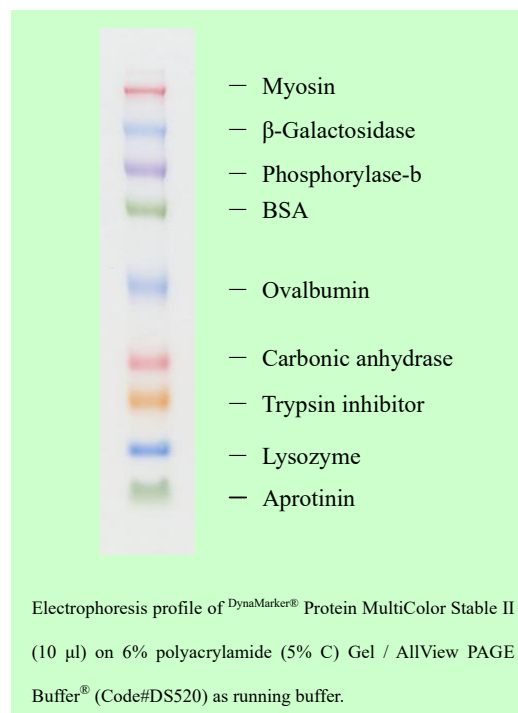 — Myosin
— β-Galactosidase
— Phosphorylase-b
— BSA
— Ovalbumin
— Carbonic anhydrase
— Trypsin inhibitor
— Lysozyme
— Aprotinin
Electrophoresis profile of DynaMarker® Protein MultiColor Stable II
(10 μl) on 6% polyacrylamide (5% C) Gel / AllView PAGE
Buffer® (Code#DS520) as running buffer.